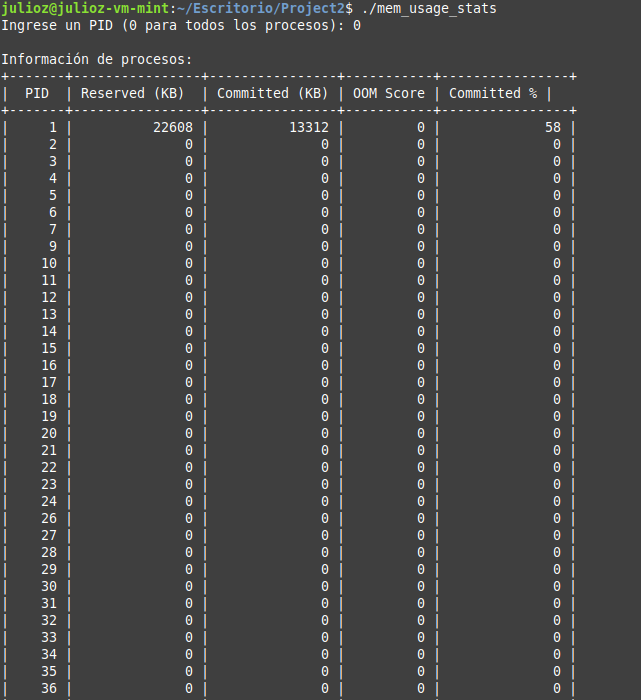 julioz@julioz-vm-mint:~/Escritorio/Project2$ ./mem_usage_stats
Ingrese un PID (0 para todos los procesos): 0

Información de procesos:
+-------+----------------+----------------+-----------+----------------+
|  PID  | Reserved (KB)  | Committed (KB) | OOM Score | Committed % |
+-------+----------------+----------------+-----------+----------------+
|     1 |          22608 |          13312 |         0 |             58 |
|     2 |              0 |              0 |         0 |              0 |
|     3 |              0 |              0 |         0 |              0 |
|     4 |              0 |              0 |         0 |              0 |
|     5 |              0 |              0 |         0 |              0 |
|     6 |              0 |              0 |         0 |              0 |
|     7 |              0 |              0 |         0 |              0 |
|     9 |              0 |              0 |         0 |              0 |
|    10 |              0 |              0 |         0 |              0 |
|    11 |              0 |              0 |         0 |              0 |
|    12 |              0 |              0 |         0 |              0 |
|    13 |              0 |              0 |         0 |              0 |
|    14 |              0 |              0 |         0 |              0 |
|    15 |              0 |              0 |         0 |              0 |
|    16 |              0 |              0 |         0 |              0 |
|    17 |              0 |              0 |         0 |              0 |
|    18 |              0 |              0 |         0 |              0 |
|    19 |              0 |              0 |         0 |              0 |
|    20 |              0 |              0 |         0 |              0 |
|    21 |              0 |              0 |         0 |              0 |
|    22 |              0 |              0 |         0 |              0 |
|    23 |              0 |              0 |         0 |              0 |
|    24 |              0 |              0 |         0 |              0 |
|    26 |              0 |              0 |         0 |              0 |
|    27 |              0 |              0 |         0 |              0 |
|    28 |              0 |              0 |         0 |              0 |
|    29 |              0 |              0 |         0 |              0 |
|    30 |              0 |              0 |         0 |              0 |
|    31 |              0 |              0 |         0 |              0 |
|    32 |              0 |              0 |         0 |              0 |
|    33 |              0 |              0 |         0 |              0 |
|    34 |              0 |              0 |         0 |              0 |
|    35 |              0 |              0 |         0 |              0 |
|    36 |              0 |              0 |         0 |              0 |